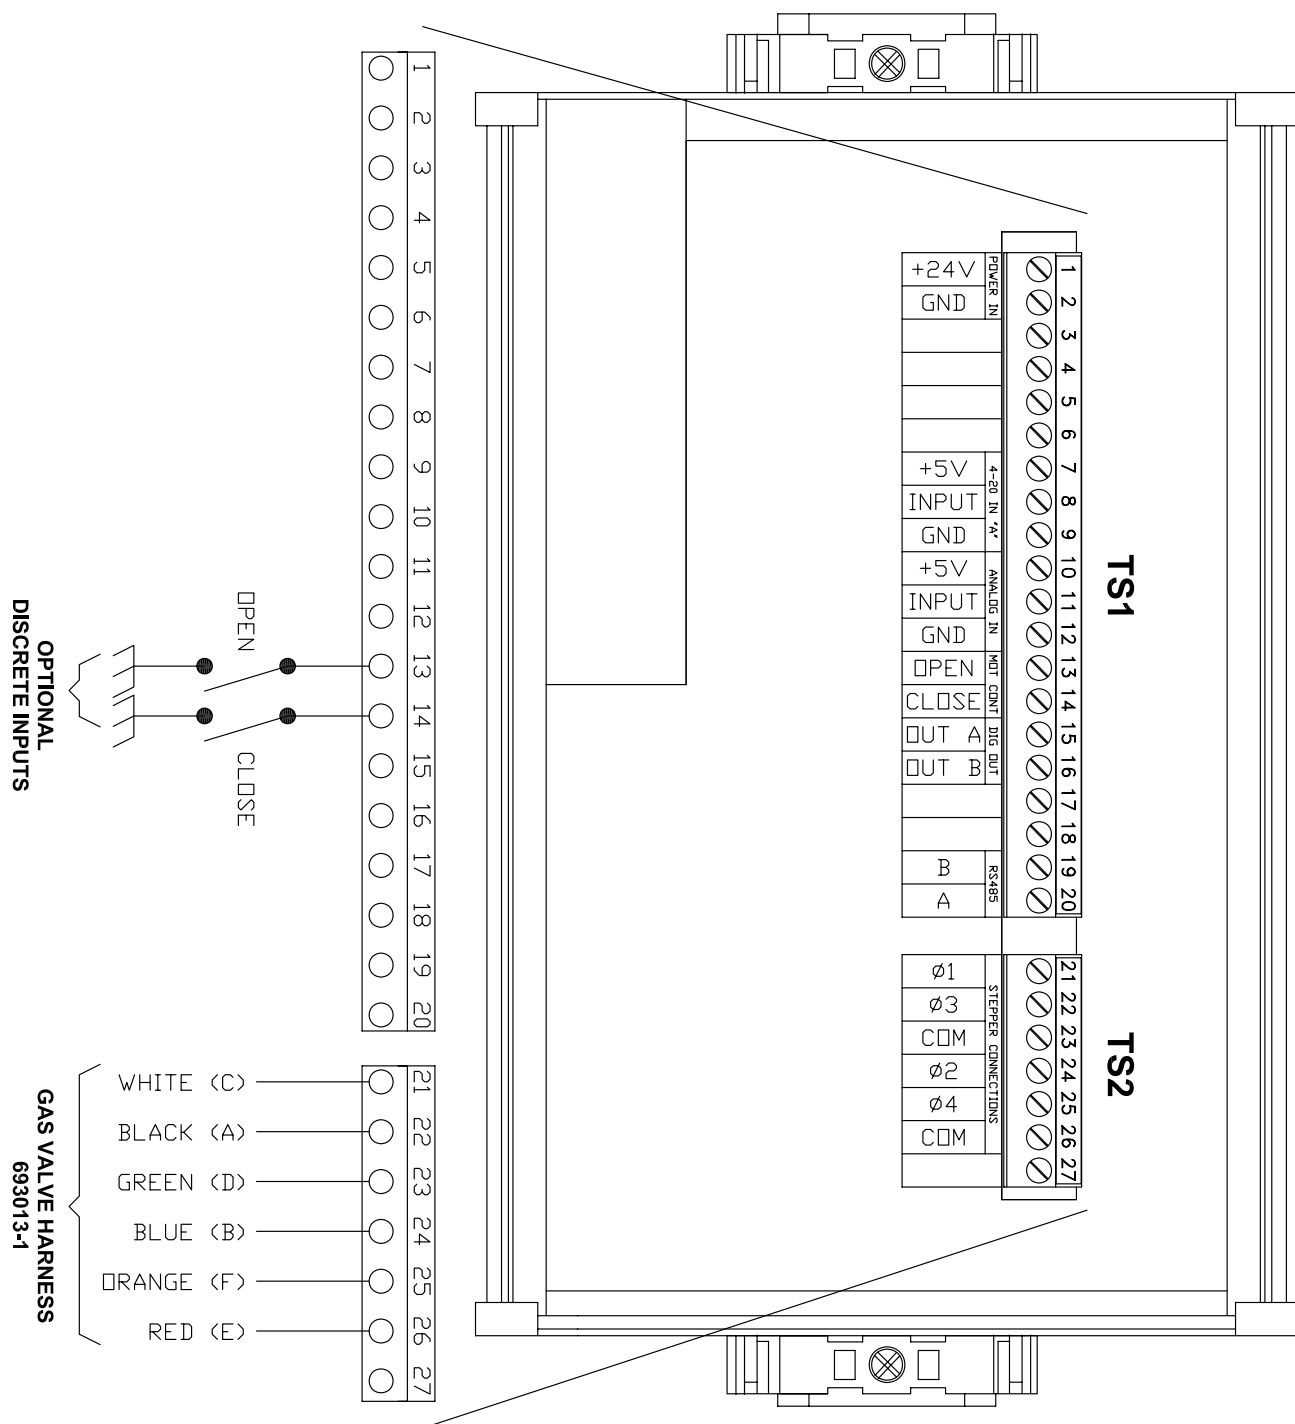 1
2
3
4
5
6
7
8
9
10
11
12
13
14
15
16
17
18
19
20
OPEN
CLOSE
OPTIONAL
DISCRETE INPUTS
21
22
23
24
25
26
27
WHITE (C)
BLACK (A)
GREEN (D)
BLUE (B)
ORANGE (F)
RED (E)
GAS VALVE HARNESS
693013-1
TS1
POWER IN
+24V 1
GND 2
3
4
5
6
4-20 IN "A"
+5V 7
INPUT 8
GND 9
ANALOG IN
+5V 10
INPUT 11
GND 12
MOT CONT
OPEN 13
CLOSE 14
DIG OUT
OUT A 15
OUT B 16
17
18
RS485
B 19
A 20
TS2
STEPPER CONNECTIONS
ø1 21
ø3 22
COM 23
ø2 24
ø4 25
COM 26
27